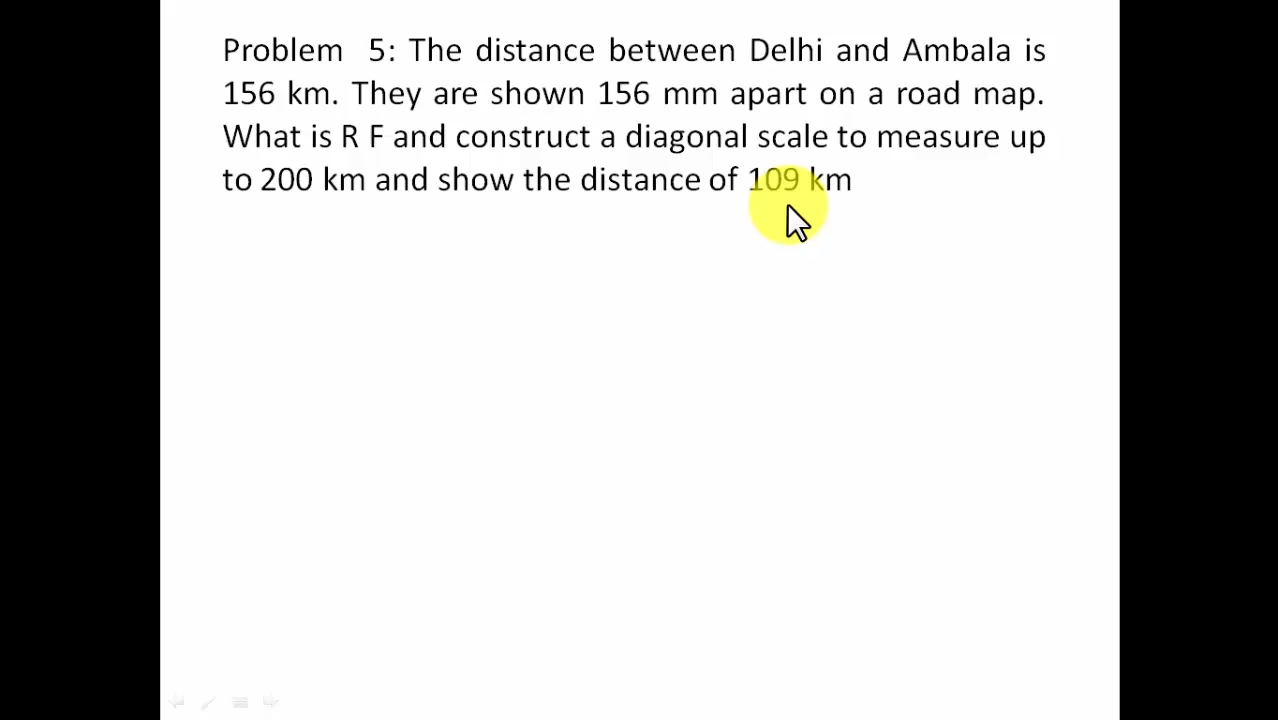 Problem 5: The distance between Delhi and Ambala is
156 km. They are shown 156 mm apart on a road map.
What is R F and construct a diagonal scale to measure up
to 200 km and show the distance of 109 km